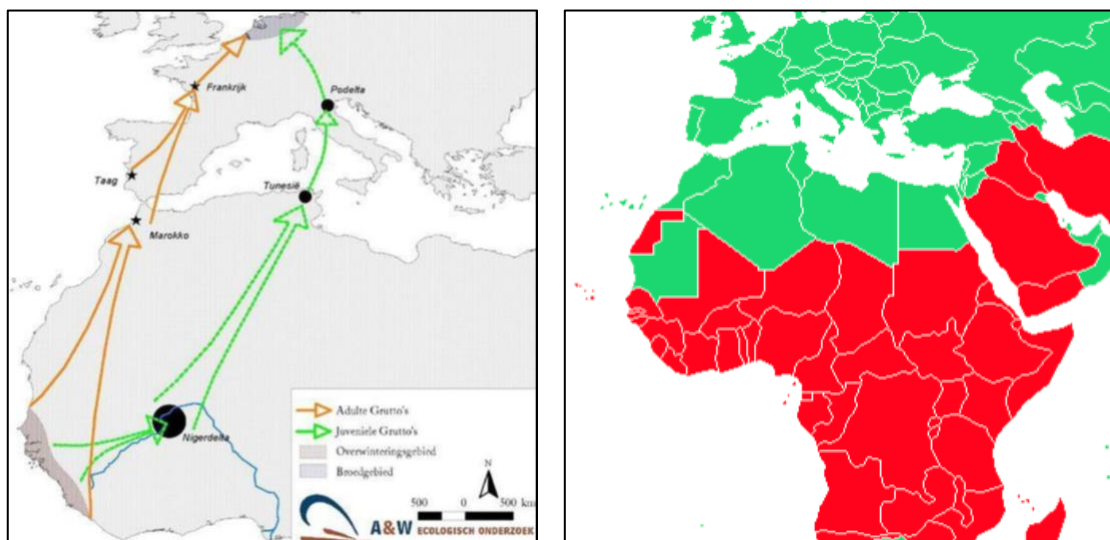 Podelta
Frankrijk
Taag
Tunesië
Marokko
Nigerdelta
Adulte Grutto's
Juveniele Grutto's
Overwinteringsgebied
Broedgebied
N
500 0 500 km
A&W ECOLOGISCH ONDERZOEK